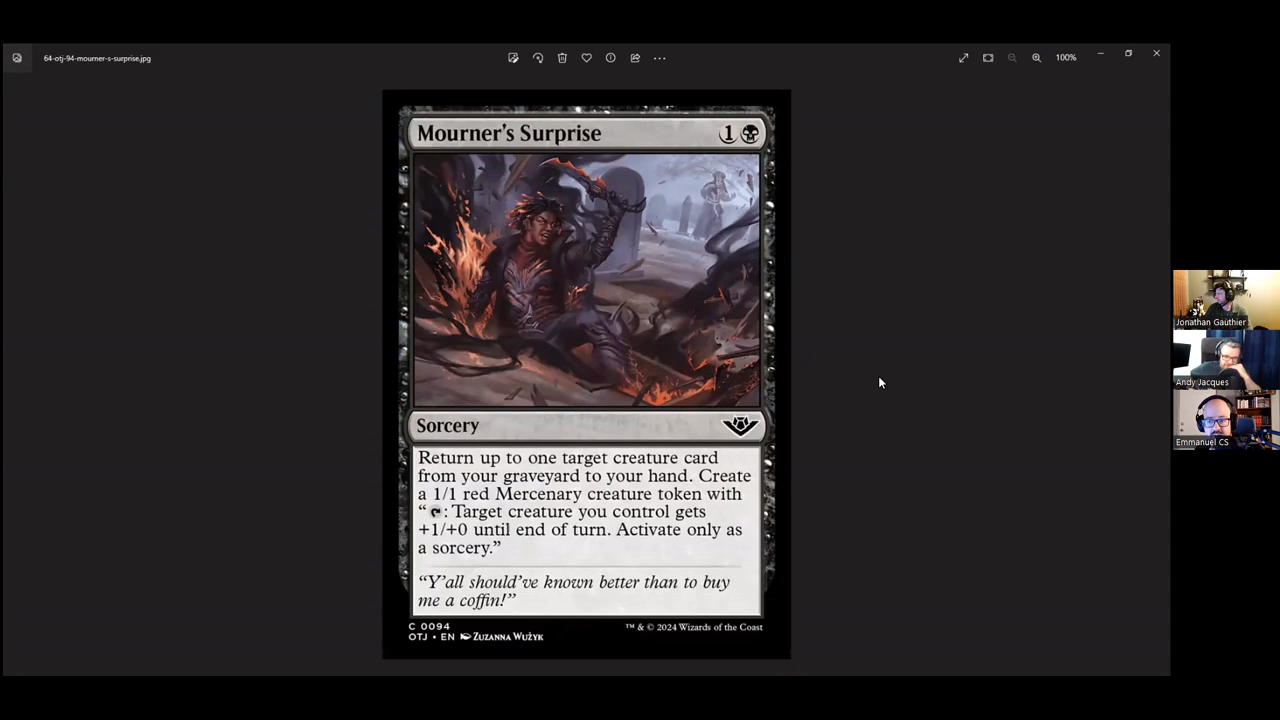 64-otj-94-mourner-s-surprise.jpg
100%
Mourner's Surprise
1
Sorcery
Return up to one target creature card
from your graveyard to your hand. Create
a 1/1 red Mercenary creature token with
“ : Target creature you control gets
+1/+0 until end of turn. Activate only as
a sorcery.”
“Y'all should've known better than to buy
me a coffin!”
C 0094
OTJ • EN ZUZANNA WUŻYK
™ & © 2024 Wizards of the Coast
Jonathan Gauthier
Andy Jacques
Emmanuel CS